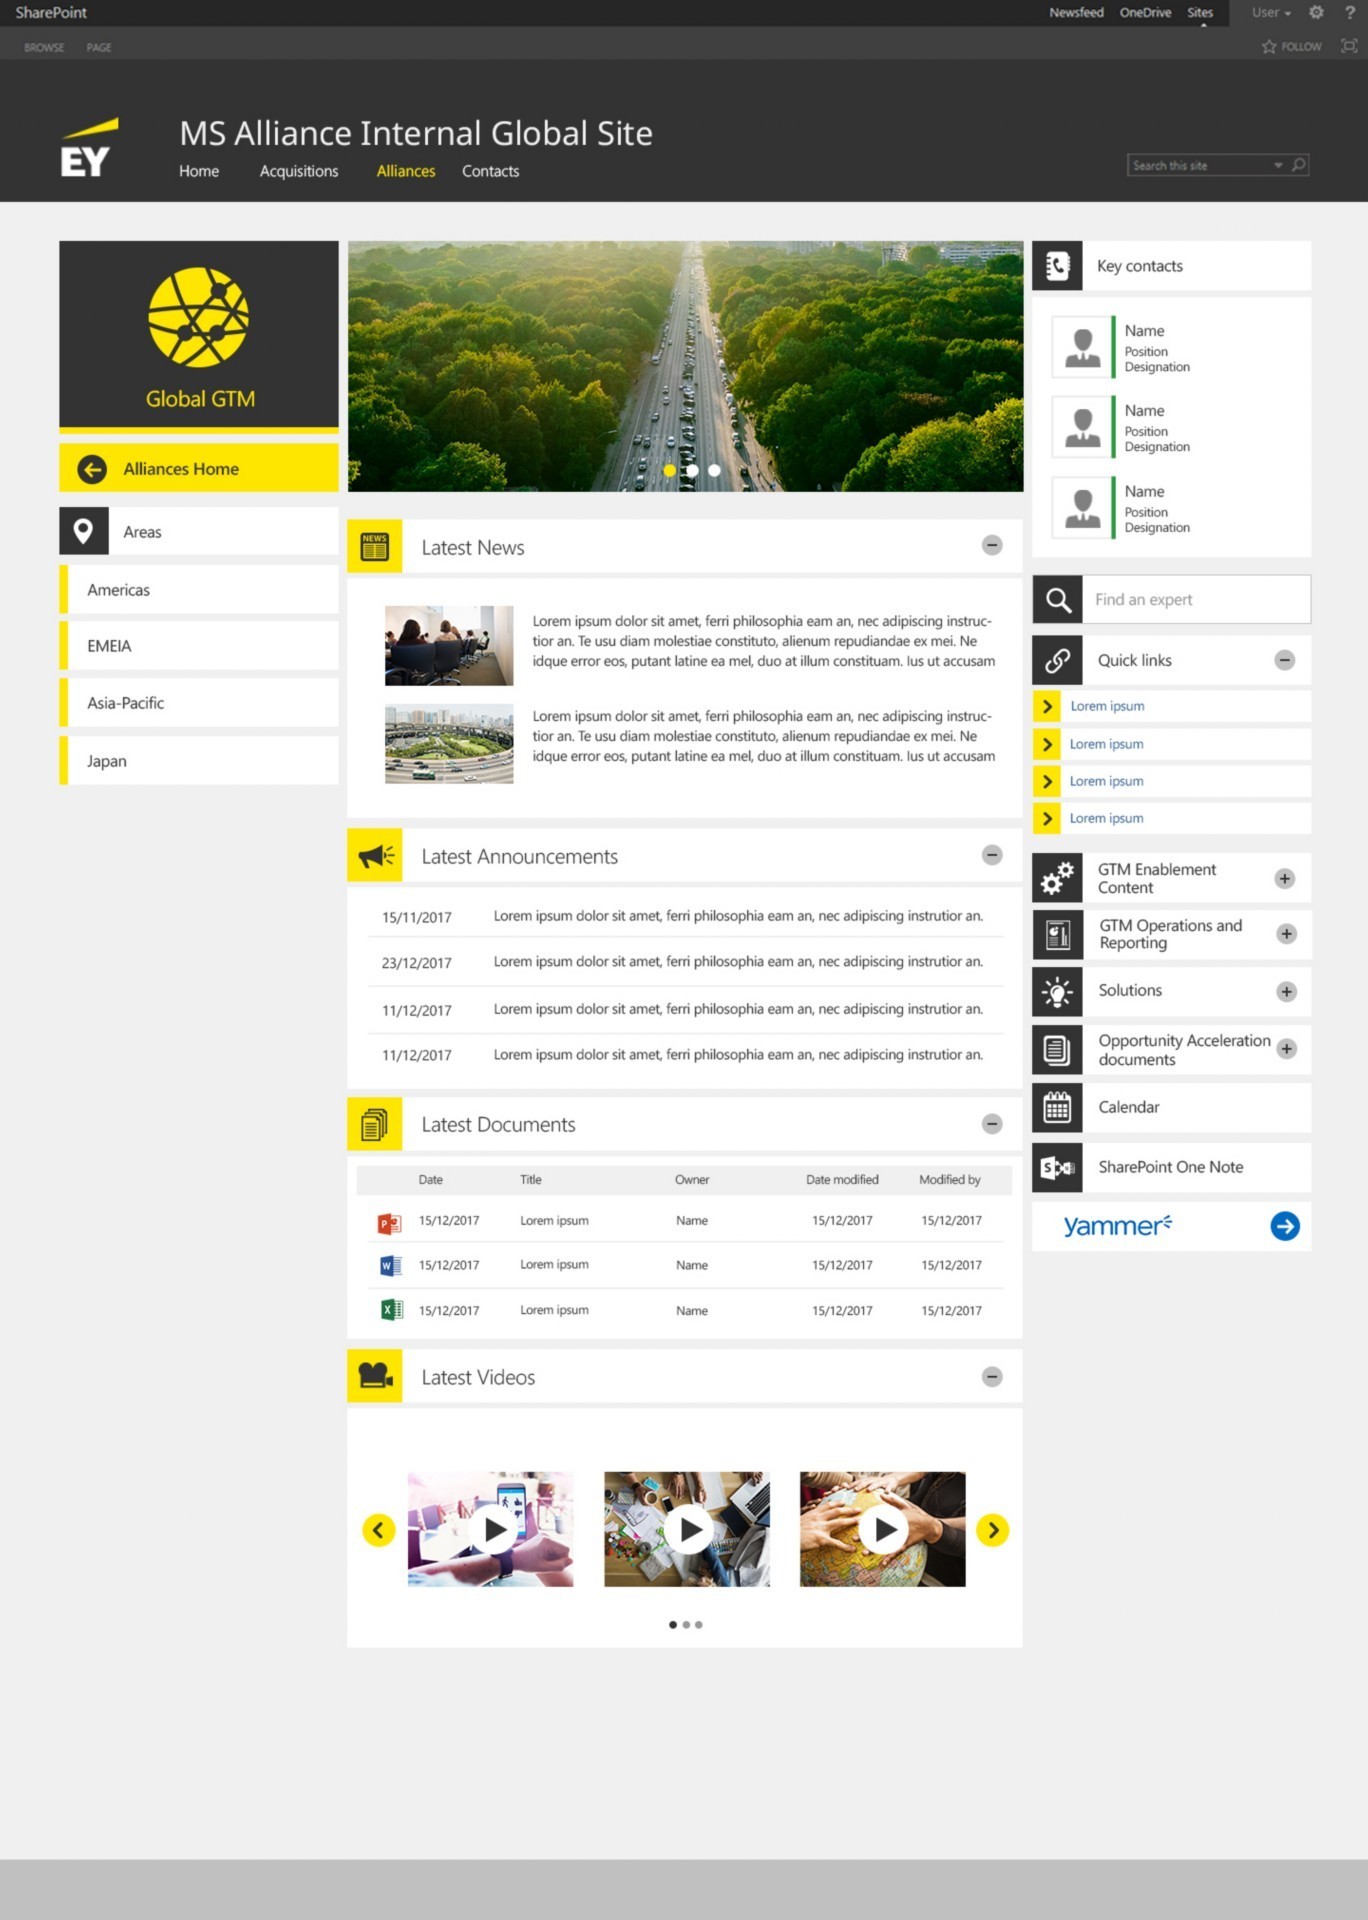 SharePoint
Newsfeed OneDrive Sites User ?
BROWSE PAGE
FOLLOW
EY
MS Alliance Internal Global Site
Home Acquisitions Alliances Contacts
Search this site
Global GTM
Alliances Home
Areas
Americas
EMEIA
Asia-Pacific
Japan
NEWS
Latest News
Lorem ipsum dolor sit amet, ferri philosophia eam an, nec adipiscing instruc-
tior an. Te usu diam molestiae constituto, alienum repudiandae ex mei. Ne
idque error eos, putant latine ea mel, duo at illum constituam. Ius ut accusam
Lorem ipsum dolor sit amet, ferri philosophia eam an, nec adipiscing instruc-
tior an. Te usu diam molestiae constituto, alienum repudiandae ex mei. Ne
idque error eos, putant latine ea mel, duo at illum constituam. Ius ut accusam
Latest Announcements
15/11/2017 Lorem ipsum dolor sit amet, ferri philosophia eam an, nec adipiscing instrutior an.
23/12/2017 Lorem ipsum dolor sit amet, ferri philosophia eam an, nec adipiscing instrutior an.
11/12/2017 Lorem ipsum dolor sit amet, ferri philosophia eam an, nec adipiscing instrutior an.
11/12/2017 Lorem ipsum dolor sit amet, ferri philosophia eam an, nec adipiscing instrutior an.
Latest Documents
Date Title Owner Date modified Modified by
15/12/2017 Lorem ipsum Name 15/12/2017 15/12/2017
15/12/2017 Lorem ipsum Name 15/12/2017 15/12/2017
15/12/2017 Lorem ipsum Name 15/12/2017 15/12/2017
Latest Videos
Key contacts
Name
Position
Designation
Name
Position
Designation
Name
Position
Designation
Find an expert
Quick links
Lorem ipsum
Lorem ipsum
Lorem ipsum
Lorem ipsum
GTM Enablement
Content
GTM Operations and
Reporting
Solutions
Opportunity Acceleration
documents
Calendar
SharePoint One Note
yammer